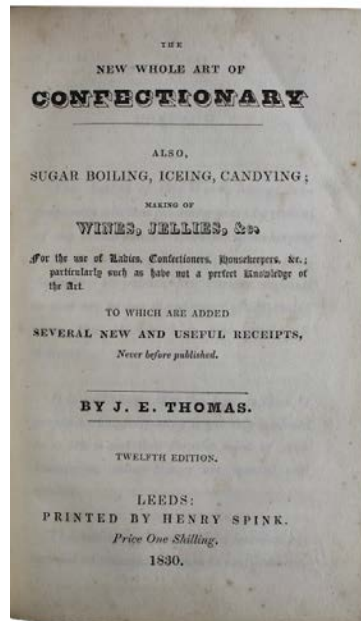 THE
NEW WHOLE ART OF
CONFECTIONARY
ALSO,
SUGAR BOILING, ICEING, CANDYING;
MAKING OF
WINES, JELLIES, &c.
For the use of Ladies, Confectioners, Housekeepers, &c.;
particularly such as have not a perfect Knowledge of
the Art.
TO WHICH ARE ADDED
SEVERAL NEW AND USEFUL RECEIPTS,
Never before published.
BY J. E. THOMAS.
TWELFTH EDITION.
LEEDS:
PRINTED BY HENRY SPINK.
Price One Shilling.
1830.